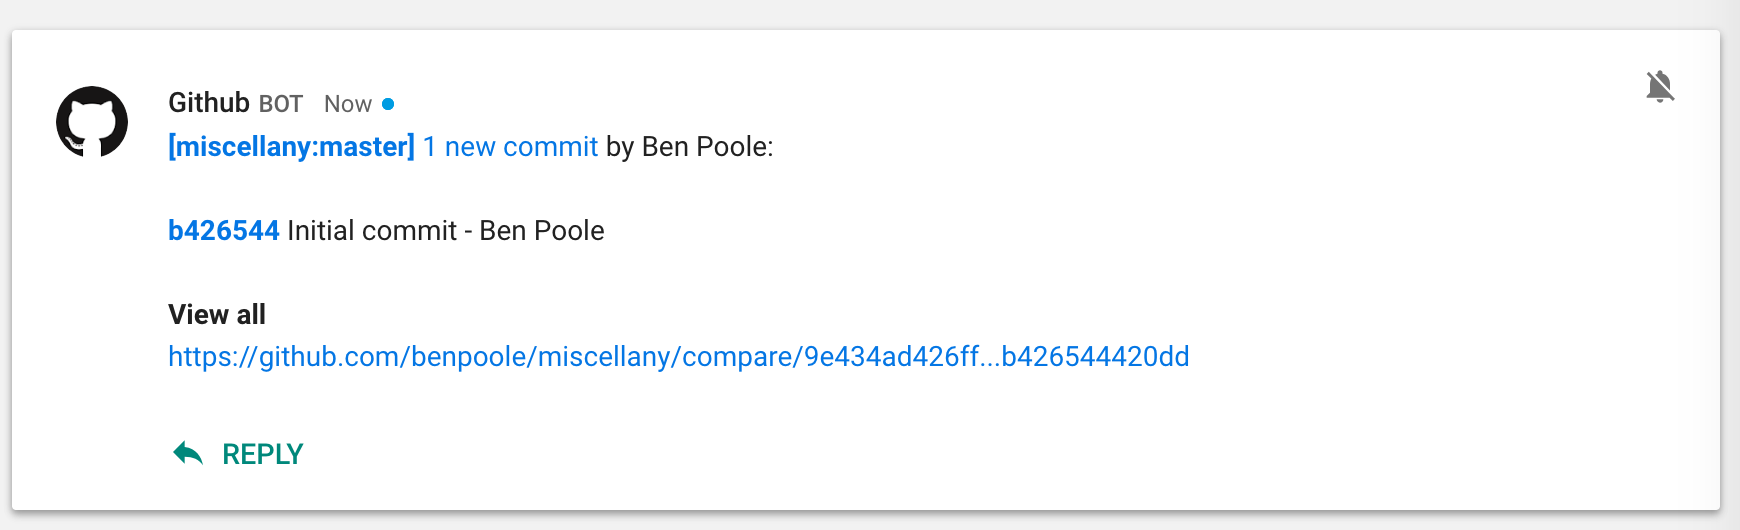 Github BOT Now
[miscellany:master] 1 new commit by Ben Poole:
b426544 Initial commit - Ben Poole
View all
https://github.com/benpoole/miscellany/compare/9e434ad426ff...b426544420dd
REPLY